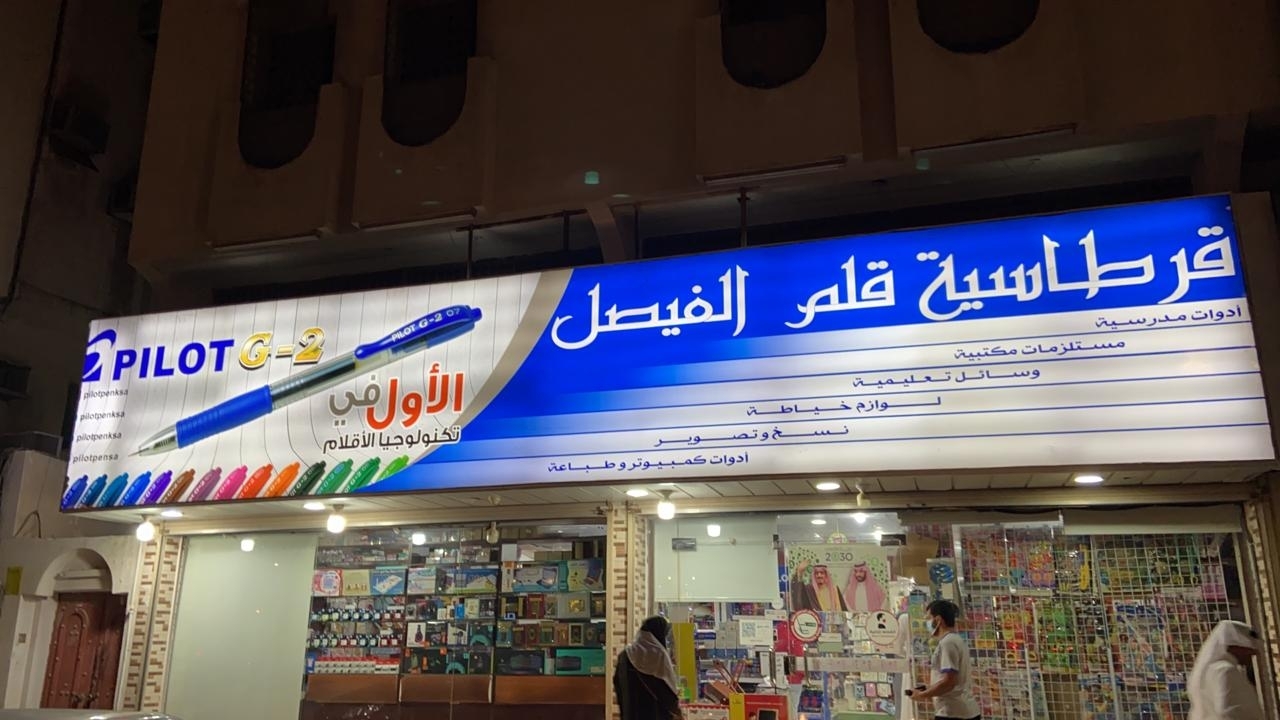 قرطاسية قلم الفيصل
أدوات مدرسية
مستلزمات مكتبية
وسائل تعليمية
لوازم خياطة
نسخ وتصوير
أدوات كمبيوتر وطباعة
PILOT G-2
PILOT G-2 07
الأول في
تكنولوجيا الأقلام
pilotpenksa
pilotpenksa
pilotpenksa
pilotpensa
2030